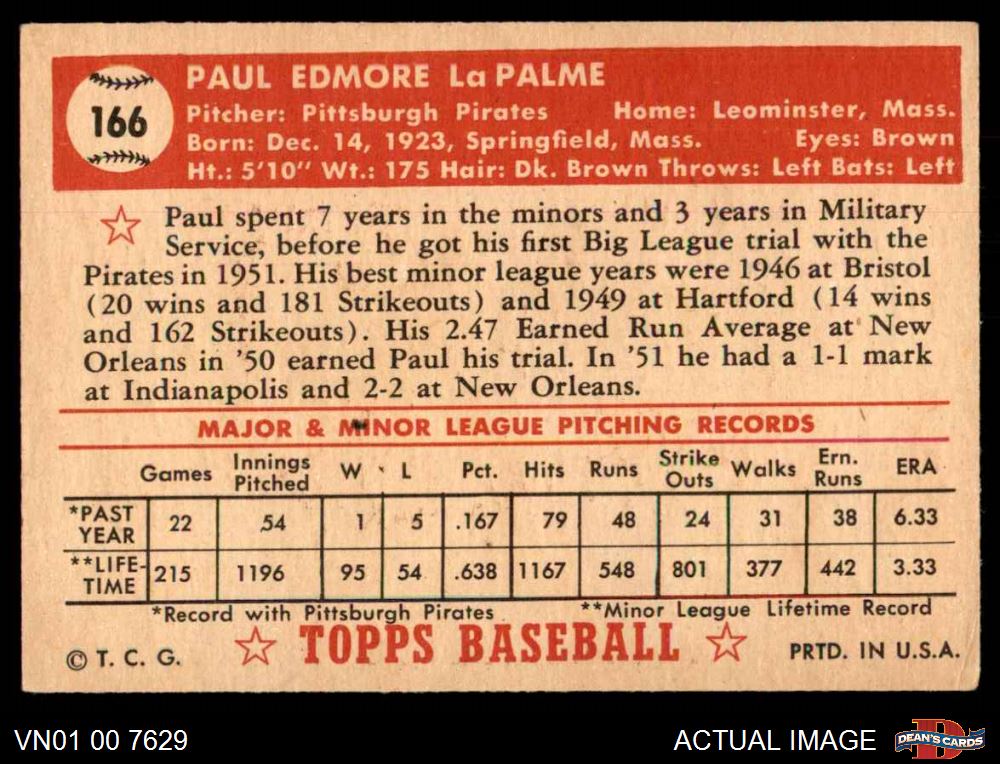 166
PAUL EDMORE La PALME
Pitcher: Pittsburgh Pirates Home: Leominster, Mass.
Born: Dec. 14, 1923, Springfield, Mass. Eyes: Brown
Ht.: 5'10" Wt.: 175 Hair: Dk. Brown Throws: Left Bats: Left
Paul spent 7 years in the minors and 3 years in Military
Service, before he got his first Big League trial with the
Pirates in 1951. His best minor league years were 1946 at Bristol
(20 wins and 181 Strikeouts) and 1949 at Hartford (14 wins
and 162 Strikeouts). His 2.47 Earned Run Average at New
Orleans in '50 earned Paul his trial. In '51 he had a 1-1 mark
at Indianapolis and 2-2 at New Orleans.
MAJOR & MINOR LEAGUE PITCHING RECORDS
Games Innings Pitched W L Pct. Hits Runs Strike Outs Walks Ern. Runs ERA
*PAST YEAR 22 54 1 5 .167 79 48 24 31 38 6.33
**LIFE-TIME 215 1196 95 54 .638 1167 548 801 377 442 3.33
*Record with Pittsburgh Pirates **Minor League Lifetime Record
© T. C. G. TOPPS BASEBALL PRTD. IN U.S.A.
VN01 00 7629 ACTUAL IMAGE DEAN'S CARDS